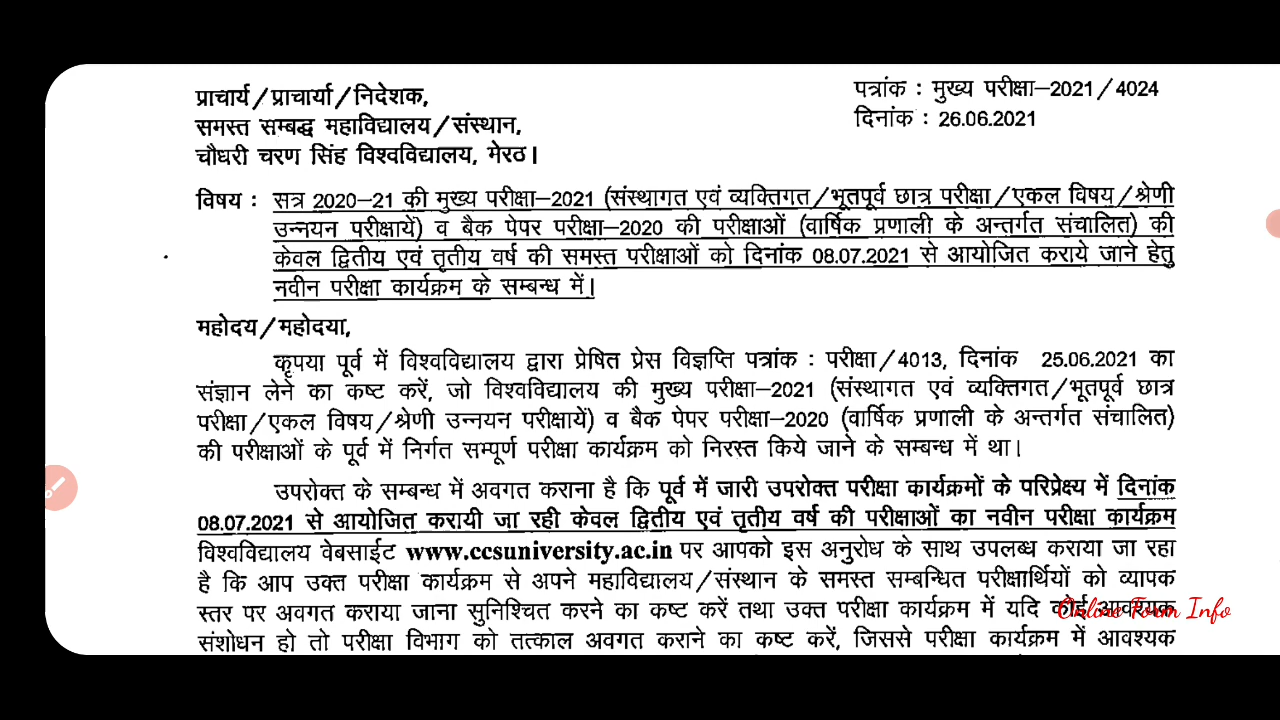 प्राचार्य/प्राचार्या/निदेशक,
समस्त सम्बद्ध महाविद्यालय/संस्थान,
चौधरी चरण सिंह विश्वविद्यालय, मेरठ।
पत्रांक : मुख्य परीक्षा–2021/4024
दिनांक : 26.06.2021
विषय : सत्र 2020-21 की मुख्य परीक्षा–2021 (संस्थागत एवं व्यक्तिगत/भूतपूर्व छात्र परीक्षा/एकल विषय/श्रेणी
उन्नयन परीक्षायें) व बैक पेपर परीक्षा–2020 की परीक्षाओं (वार्षिक प्रणाली के अन्तर्गत संचालित) की
केवल द्वितीय एवं तृतीय वर्ष की समस्त परीक्षाओं को दिनांक 08.07.2021 से आयोजित कराये जाने हेतु
नवीन परीक्षा कार्यक्रम के सम्बन्ध में।
महोदय/महोदया,
कृपया पूर्व में विश्वविद्यालय द्वारा प्रेषित प्रेस विज्ञप्ति पत्रांक : परीक्षा/4013, दिनांक 25.06.2021 का
संज्ञान लेने का कष्ट करें, जो विश्वविद्यालय की मुख्य परीक्षा–2021 (संस्थागत एवं व्यक्तिगत/भूतपूर्व छात्र
परीक्षा/एकल विषय/श्रेणी उन्नयन परीक्षायें) व बैक पेपर परीक्षा–2020 (वार्षिक प्रणाली के अन्तर्गत संचालित)
की परीक्षाओं के पूर्व में निर्गत सम्पूर्ण परीक्षा कार्यक्रम को निरस्त किये जाने के सम्बन्ध में था।
उपरोक्त के सम्बन्ध में अवगत कराना है कि पूर्व में जारी उपरोक्त परीक्षा कार्यक्रमों के परिप्रेक्ष्य में दिनांक
08.07.2021 से आयोजित करायी जा रही केवल द्वितीय एवं तृतीय वर्ष की परीक्षाओं का नवीन परीक्षा कार्यक्रम
विश्वविद्यालय वेबसाईट www.ccsuniversity.ac.in पर आपको इस अनुरोध के साथ उपलब्ध कराया जा रहा
है कि आप उक्त परीक्षा कार्यक्रम से अपने महाविद्यालय/संस्थान के समस्त सम्बन्धित परीक्षार्थियों को व्यापक
स्तर पर अवगत कराया जाना सुनिश्चित करने का कष्ट करें तथा उक्त परीक्षा कार्यक्रम में यदि कोई आवश्यक
संशोधन हो तो परीक्षा विभाग को तत्काल अवगत कराने का कष्ट करें, जिससे परीक्षा कार्यक्रम में आवश्यक
Online Form Info